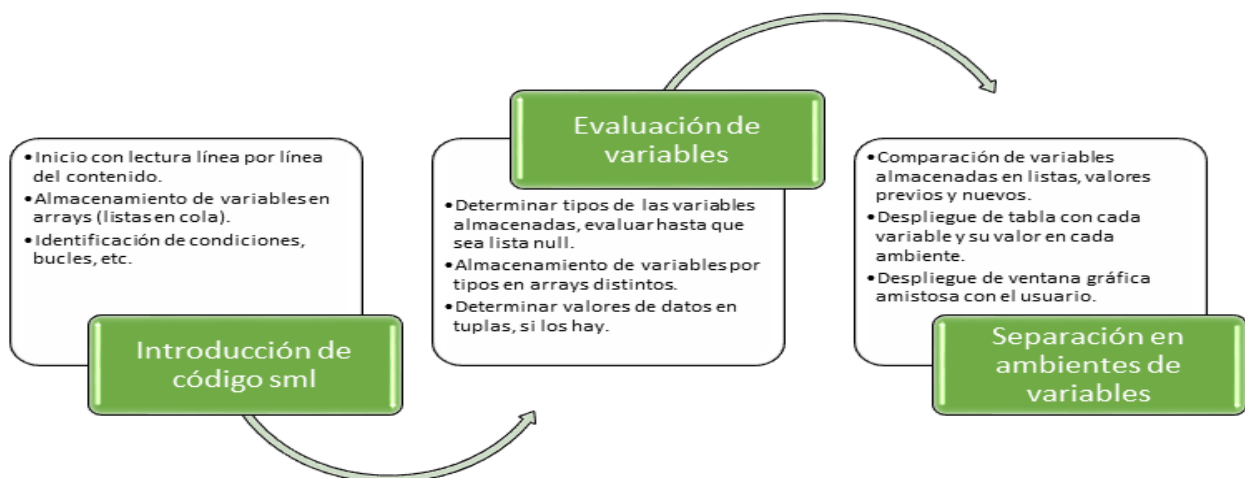 •Inicio con lectura línea por línea
del contenido.
•Almacenamiento de variables en
arrays (listas en cola).
•Identificación de condiciones,
bucles, etc.
Introducción de
código sml
Evaluación de
variables
•Determinar tipos de las variables
almacenadas, evaluar hasta que
sea lista null.
•Almacenamiento de variables por
tipos en arrays distintos.
•Determinar valores de datos en
tuplas, si los hay.
•Comparación de variables
almacenadas en listas, valores
previos y nuevos.
•Despliegue de tabla con cada
variable y su valor en cada
ambiente.
•Despliegue de ventana gráfica
amistosa con el usuario.
Separación en
ambientes de
variables